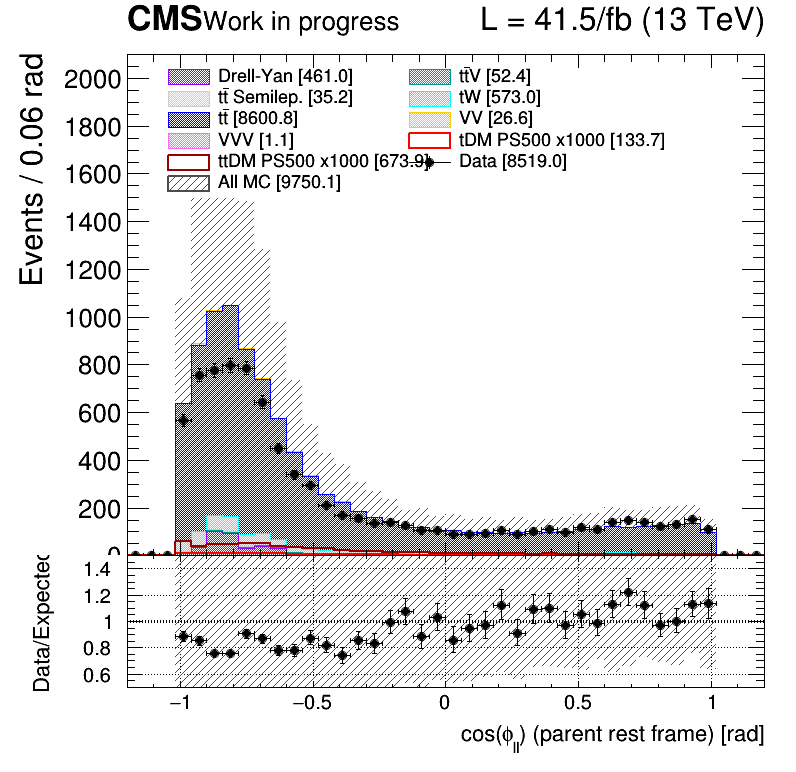 CMS Work in progress L = 41.5/fb (13 TeV)
Events / 0.06 rad
2000
1800
1600
1400
1200
1000
800
600
400
200
0
Drell-Yan [461.0] tt̄V [52.4]
tt̄ Semilep. [35.2] tW [573.0]
tt̄ [8600.8] VV [26.6]
VVV [1.1] tDM PS500 x1000 [133.7]
ttDM PS500 x1000 [673.9] Data [8519.0]
All MC [9750.1]
Data/Expected
1.4
1.2
1
0.8
0.6
−1 −0.5 0 0.5 1
cos(ϕ_ll) (parent rest frame) [rad]